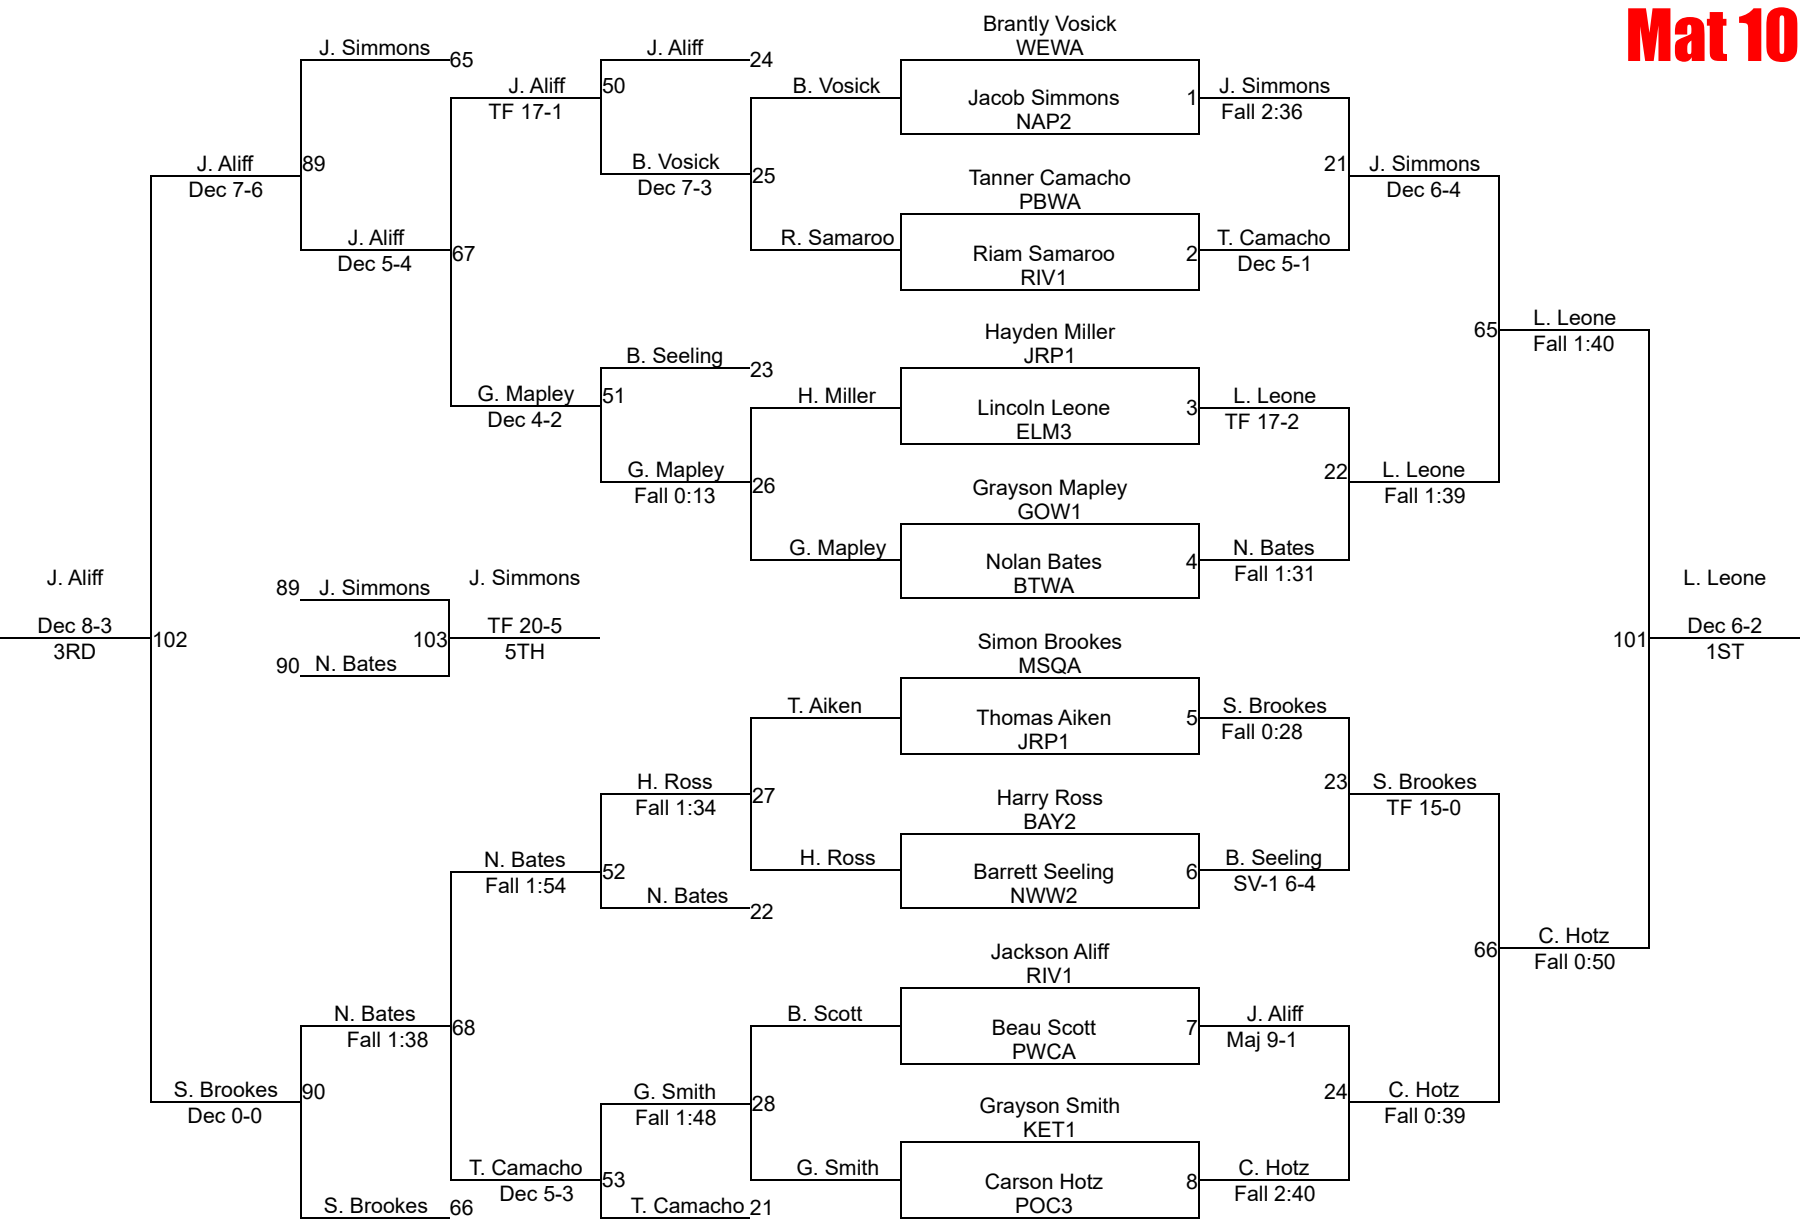 Mat 10
Brantly Vosick
WEWA
J. Simmons
65
J. Aliff
24
J. Aliff
TF 17-1
50
B. Vosick
Jacob Simmons
NAP2
1
J. Simmons
Fall 2:36
J. Aliff
Dec 7-6
89
B. Vosick
Dec 7-3
25
Tanner Camacho
PBWA
21
J. Simmons
Dec 6-4
J. Aliff
Dec 5-4
67
R. Samaroo
Riam Samaroo
RIV1
2
T. Camacho
Dec 5-1
Hayden Miller
JRP1
65
L. Leone
Fall 1:40
B. Seeling
23
G. Mapley
Dec 4-2
51
H. Miller
Lincoln Leone
ELM3
3
L. Leone
TF 17-2
G. Mapley
Fall 0:13
26
Grayson Mapley
GOW1
22
L. Leone
Fall 1:39
G. Mapley
Nolan Bates
BTWA
4
N. Bates
Fall 1:31
J. Aliff
Dec 8-3
3RD
102
89
J. Simmons
90
N. Bates
103
J. Simmons
TF 20-5
5TH
101
L. Leone
Dec 6-2
1ST
Simon Brookes
MSQA
T. Aiken
Thomas Aiken
JRP1
5
S. Brookes
Fall 0:28
H. Ross
Fall 1:34
27
Harry Ross
BAY2
23
S. Brookes
TF 15-0
N. Bates
Fall 1:54
52
H. Ross
Barrett Seeling
NWW2
6
B. Seeling
SV-1 6-4
N. Bates
22
Jackson Aliff
RIV1
66
C. Hotz
Fall 0:50
N. Bates
Fall 1:38
68
B. Scott
Beau Scott
PWCA
7
J. Aliff
Maj 9-1
S. Brookes
Dec 0-0
90
G. Smith
Fall 1:48
28
Grayson Smith
KET1
24
C. Hotz
Fall 0:39
T. Camacho
Dec 5-3
53
G. Smith
Carson Hotz
POC3
8
C. Hotz
Fall 2:40
S. Brookes
66
T. Camacho
21